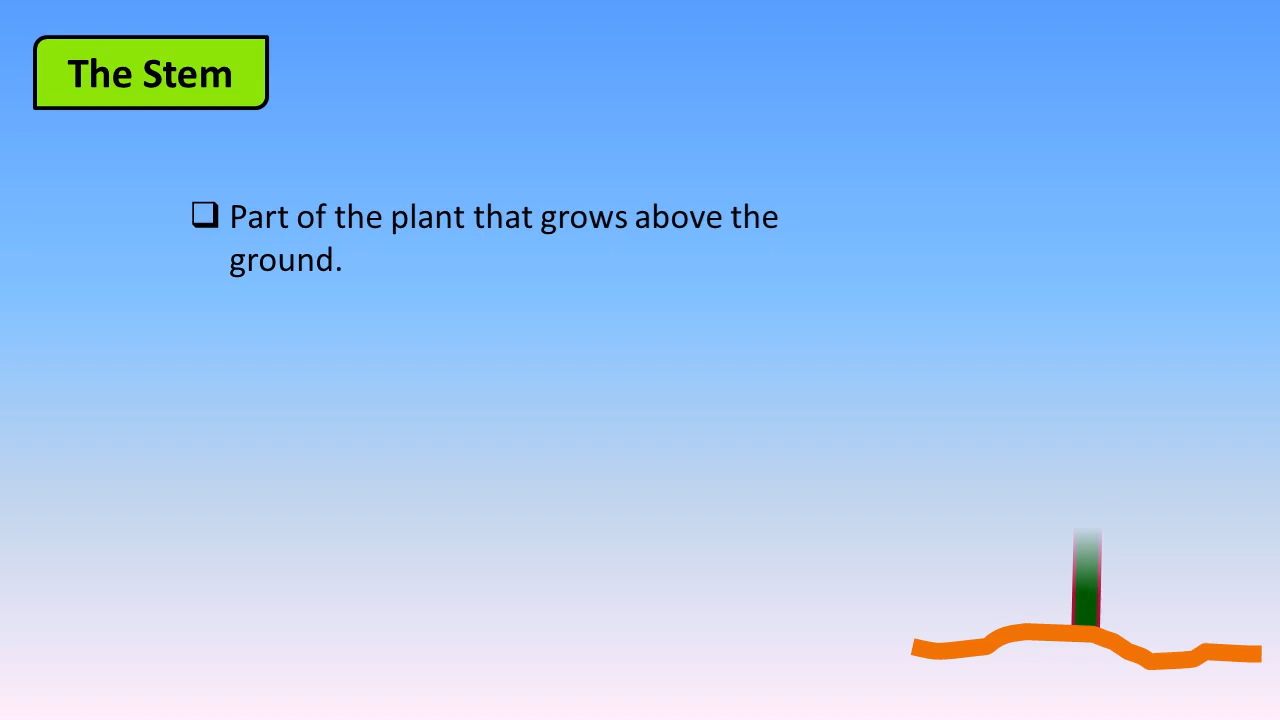 The Stem
❑ Part of the plant that grows above the
ground.